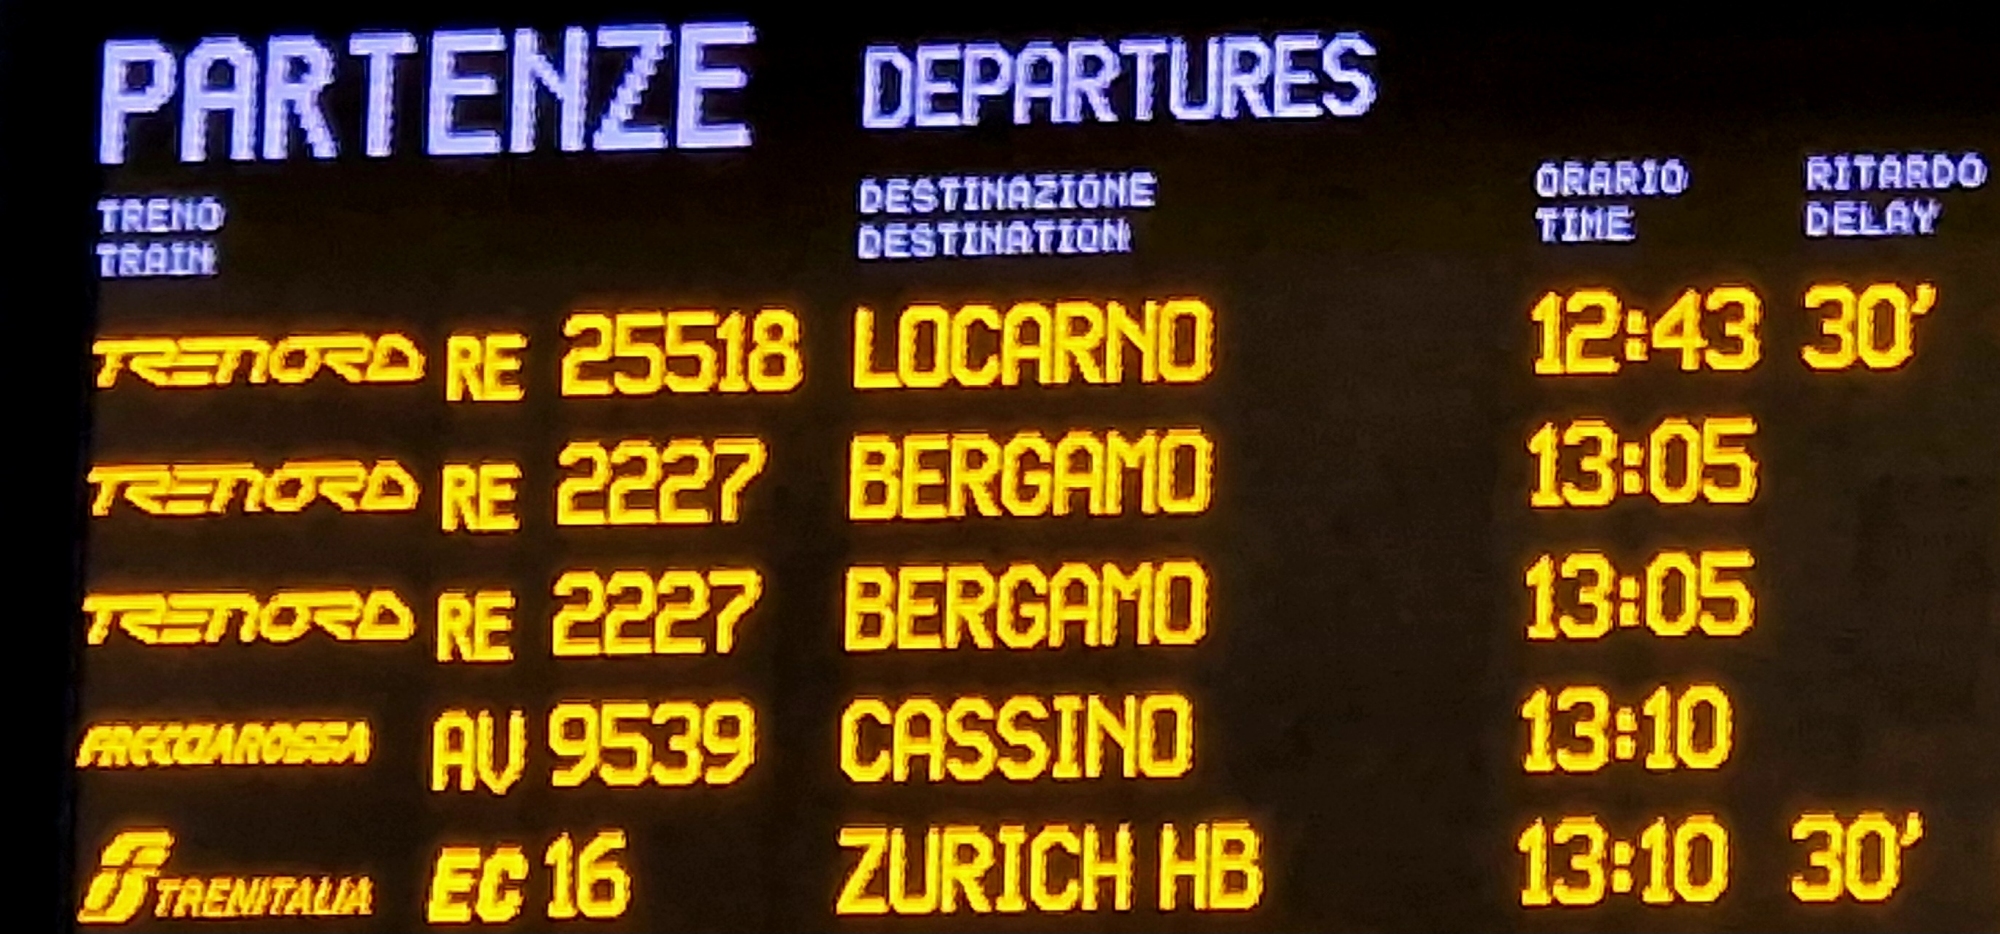 PARTENZE DEPARTURES
TRENO DESTINAZIONE ORARIO RITARDO
TRAIN DESTINATION TIME DELAY
TRENORD RE 25518 LOCARNO 12:43 30'
TRENORD RE 2227 BERGAMO 13:05
TRENORD RE 2227 BERGAMO 13:05
FRECCIAROSSA AV 9539 CASSINO 13:10
TRENITALIA EC 16 ZURICH HB 13:10 30'